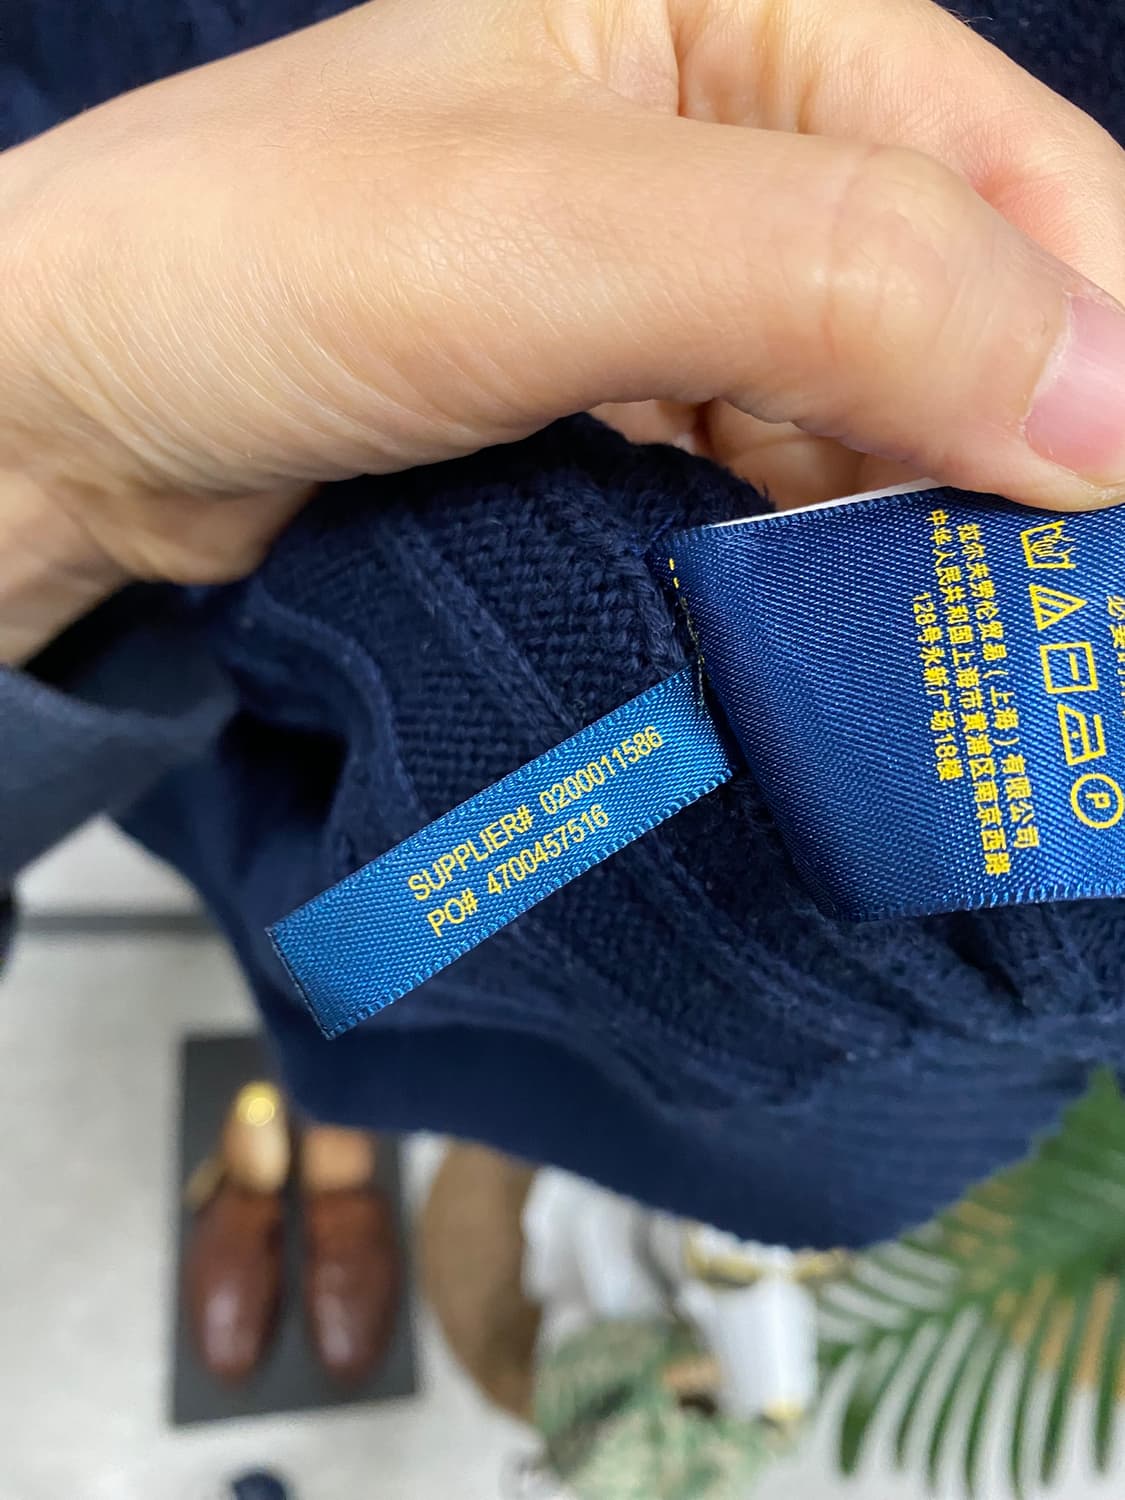 SUPPLIER# 0200011586
PO# 4700457516
P
拉尔夫劳伦贸易(上海)有限公司
中华人民共和国上海市黄浦区南京西路
128号永新广场18楼